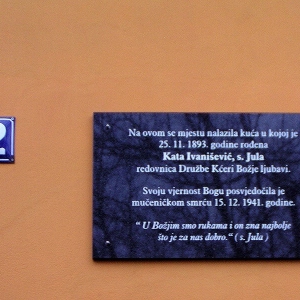 2
Na ovom se mjestu nalazila kuća u kojoj je
25. 11. 1893. godine rođena
Kata Ivanišević, s. Jula
redovnica Družbe Kćeri Božje ljubavi.
Svoju vjernost Bogu posvjedočila je
mučeničkom smrću 15. 12. 1941. godine.
“ U Božjim smo rukama i on zna najbolje
što je za nas dobro.“ ( s. Jula )